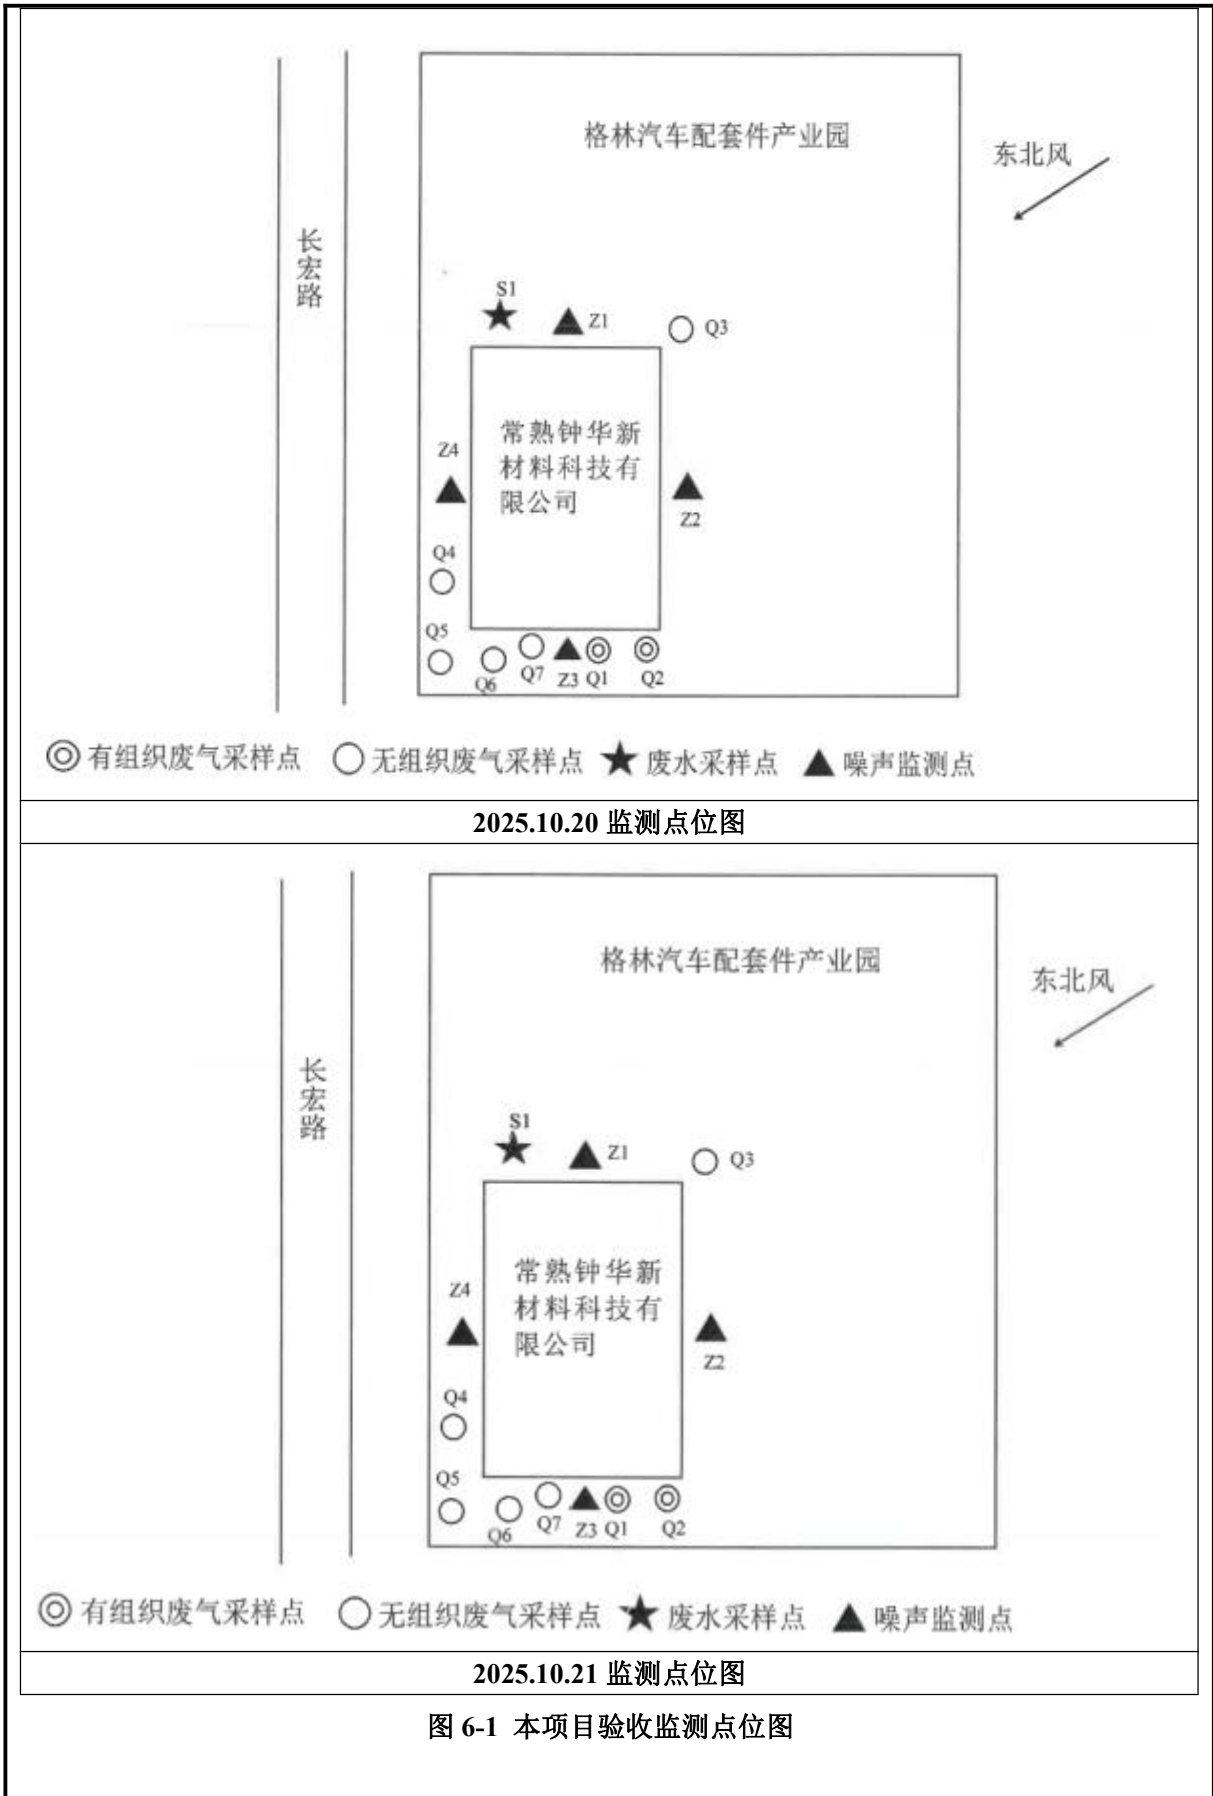 格林汽车配套件产业园
东北风
长宏路
S1
Z1
Q3
常熟钟华新
材料科技有
限公司
Z4
Z2
Q4
Q5
Q6
Q7
Z3
Q1
Q2
有组织废气采样点 无组织废气采样点 废水采样点 噪声监测点
2025.10.20 监测点位图
格林汽车配套件产业园
东北风
长宏路
S1
Z1
Q3
常熟钟华新
材料科技有
限公司
Z4
Z2
Q4
Q5
Q6
Q7
Z3
Q1
Q2
有组织废气采样点 无组织废气采样点 废水采样点 噪声监测点
2025.10.21 监测点位图
图 6-1 本项目验收监测点位图